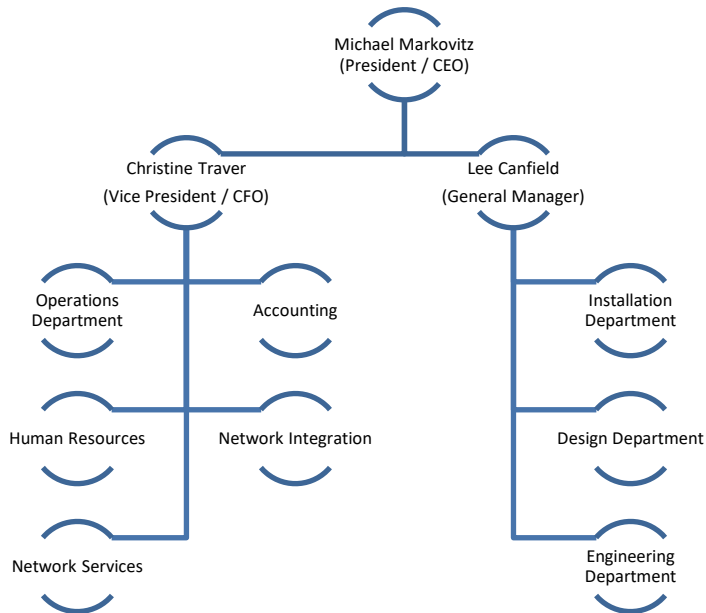 Michael Markovitz
(President / CEO)
Christine Traver
(Vice President / CFO)
Lee Canfield
(General Manager)
Operations
Department
Accounting
Installation
Department
Human Resources
Network Integration
Design Department
Network Services
Engineering
Department